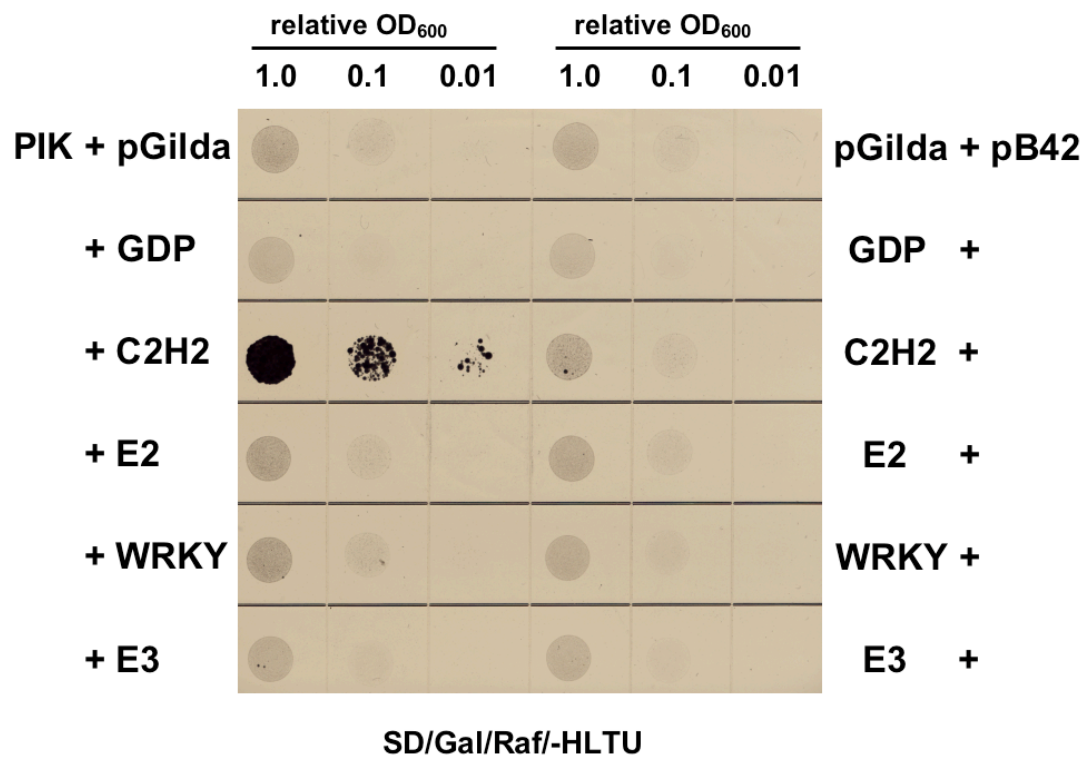 relative OD600 relative OD600
1.0 0.1 0.01 1.0 0.1 0.01
PIK + pGilda pGilda + pB42
+ GDP GDP +
+ C2H2 C2H2 +
+ E2 E2 +
+ WRKY WRKY +
+ E3 E3 +
SD/Gal/Raf/-HLTU